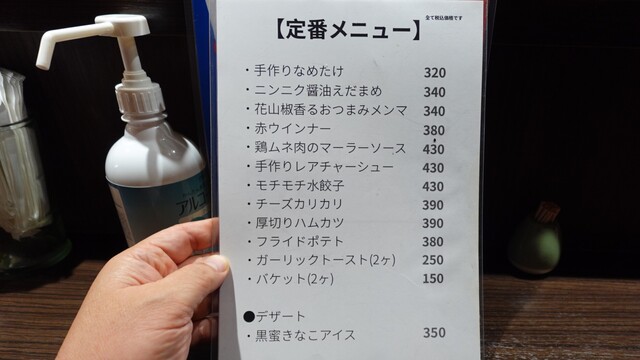 全て税込価格です
【定番メニュー】
・手作りなめたけ 320
・ニンニク醤油えだまめ 340
・花山椒香るおつまみメンマ 340
・赤ウインナー 380
・鶏ムネ肉のマーラーソース 430
・手作りレアチャーシュー 430
・モチモチ水餃子 430
・チーズカリカリ 390
・厚切りハムカツ 390
・フライドポテト 380
・ガーリックトースト(2ヶ) 250
・バケット(2ヶ) 150
●デザート
・黒蜜きなこアイス 350